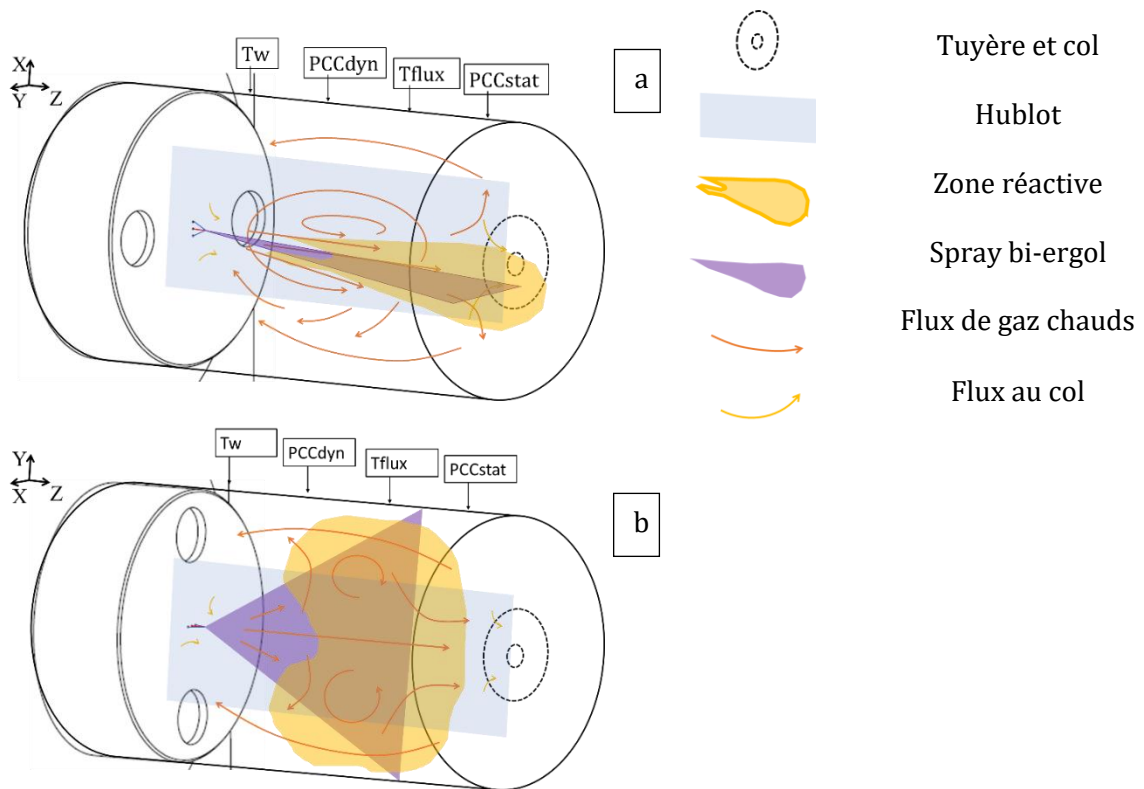 X
Y
Z
Tw
PCCdyn
Tflux
PCCstat
a
Tuyère et col
Hublot
Zone réactive
Spray bi-ergol
Flux de gaz chauds
Flux au col
Y
X
Z
Tw
PCCdyn
Tflux
PCCstat
b